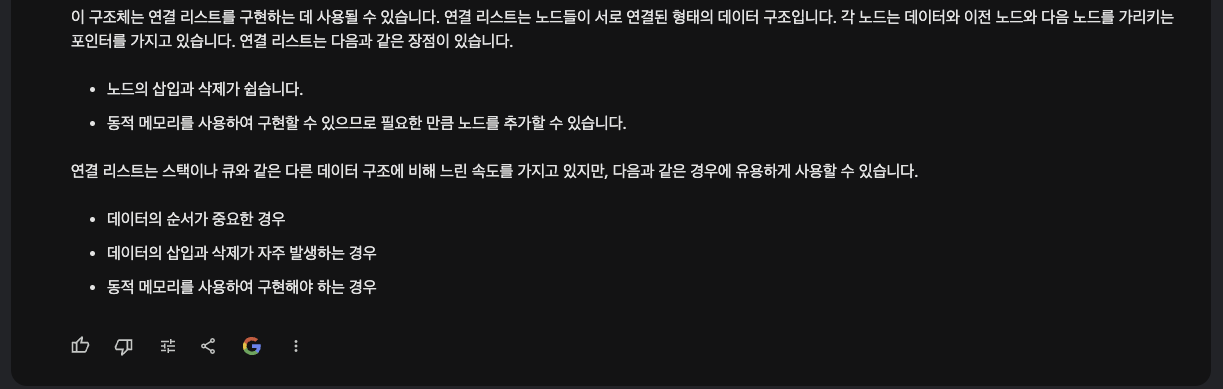 이 구조체는 연결 리스트를 구현하는 데 사용될 수 있습니다. 연결 리스트는 노드들이 서로 연결된 형태의 데이터 구조입니다. 각 노드는 데이터와 이전 노드와 다음 노드를 가리키는
포인터를 가지고 있습니다. 연결 리스트는 다음과 같은 장점이 있습니다.
• 노드의 삽입과 삭제가 쉽습니다.
• 동적 메모리를 사용하여 구현할 수 있으므로 필요한 만큼 노드를 추가할 수 있습니다.
연결 리스트는 스택이나 큐와 같은 다른 데이터 구조에 비해 느린 속도를 가지고 있지만, 다음과 같은 경우에 유용하게 사용할 수 있습니다.
• 데이터의 순서가 중요한 경우
• 데이터의 삽입과 삭제가 자주 발생하는 경우
• 동적 메모리를 사용하여 구현해야 하는 경우